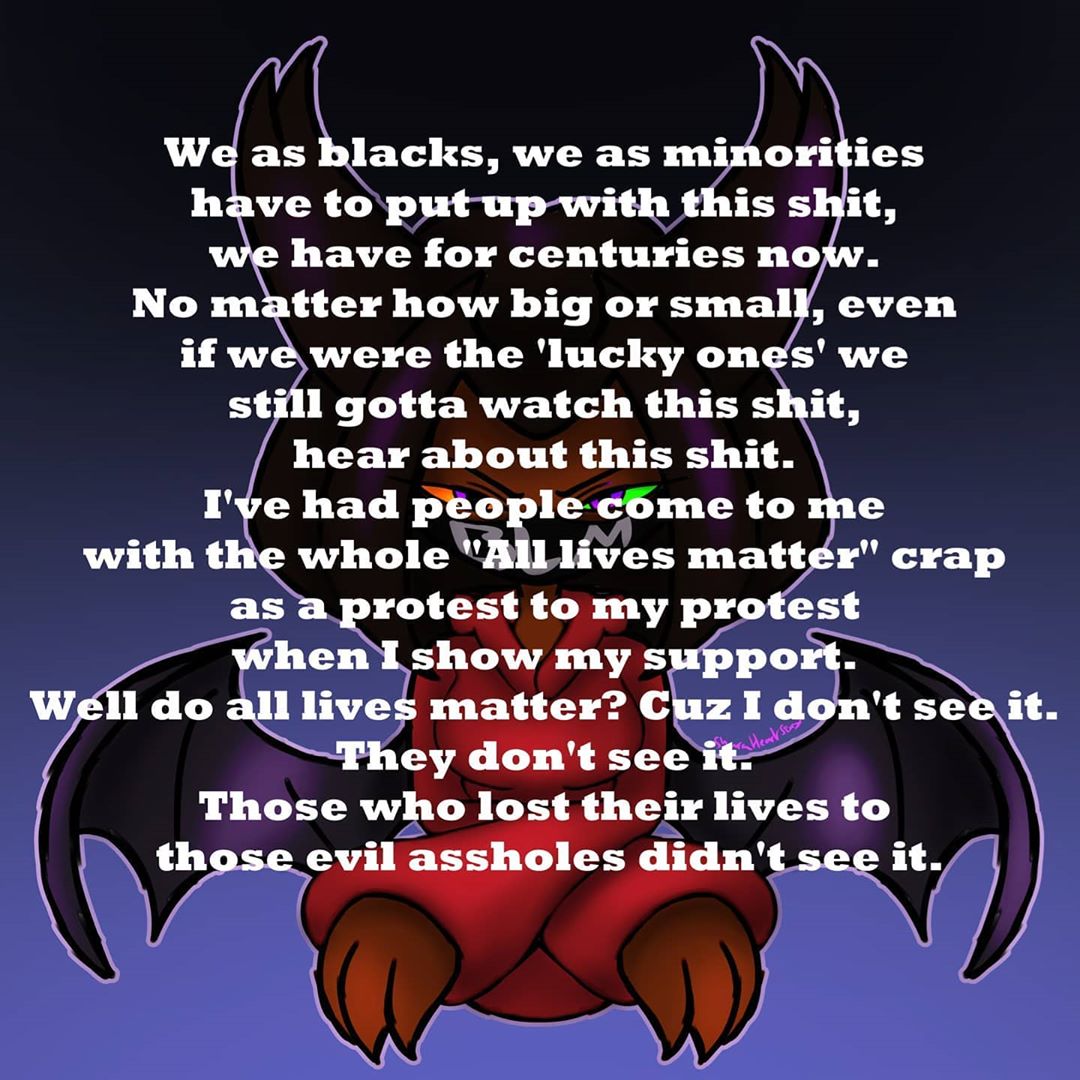 We as blacks, we as minorities
have to put up with this shit,
we have for centuries now.
No matter how big or small, even
if we were the 'lucky ones' we
still gotta watch this shit,
hear about this shit.
I've had people come to me
BLM
with the whole "All lives matter" crap
as a protest to my protest
when I show my support.
Well do all lives matter? Cuz I don't see it.
They don't see it.
Those who lost their lives to
those evil assholes didn't see it.